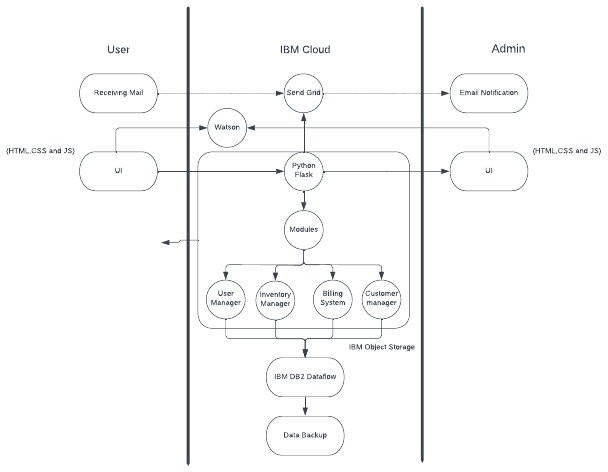 User
IBM Cloud
Admin
Receiving Mail
Send Grid
Email Notification
Watson
(HTML,CSS and JS)
(HTML,CSS and JS)
UI
Python
Flask
UI
Modules
User
Manager
Inventory
Manager
Billing
System
Customer
manager
IBM Object Storage
IBM DB2 Dataflow
Data Backup